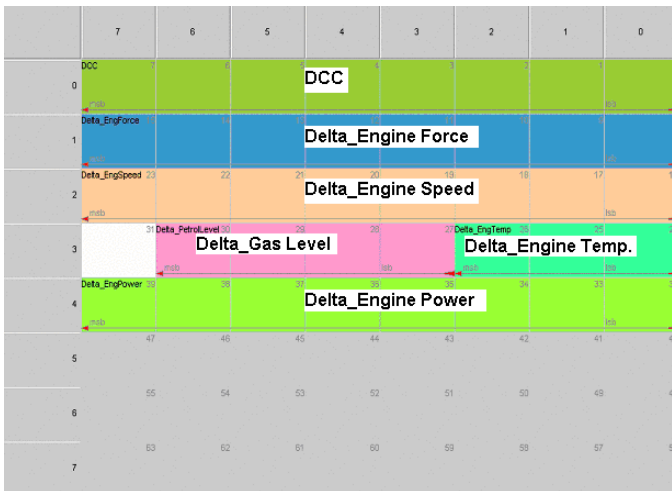 7 6 5 4 3 2 1 0
DCC 7 6 5 4 3 2 1
0 DCC
msb lsb
Delta_EngForce
1 Delta_Engine Force
msb lsb
Delta_EngSpeed 23 22 21 20 19 18 17
2 Delta_Engine Speed
msb lsb
31 Delta_PetrolLevel 30 29 28 27 Delta_EngTemp 26 25
3 Delta_Gas Level Delta_Engine Temp.
msb lsb msb lsb
Delta_EngPower 39 38 37 36 35 34 33
4 Delta_Engine Power
msb lsb
47 46 45 44 43 42 41
5
55 54 53 52 51 50 49
6
63 62 61 60 59 58 57
7